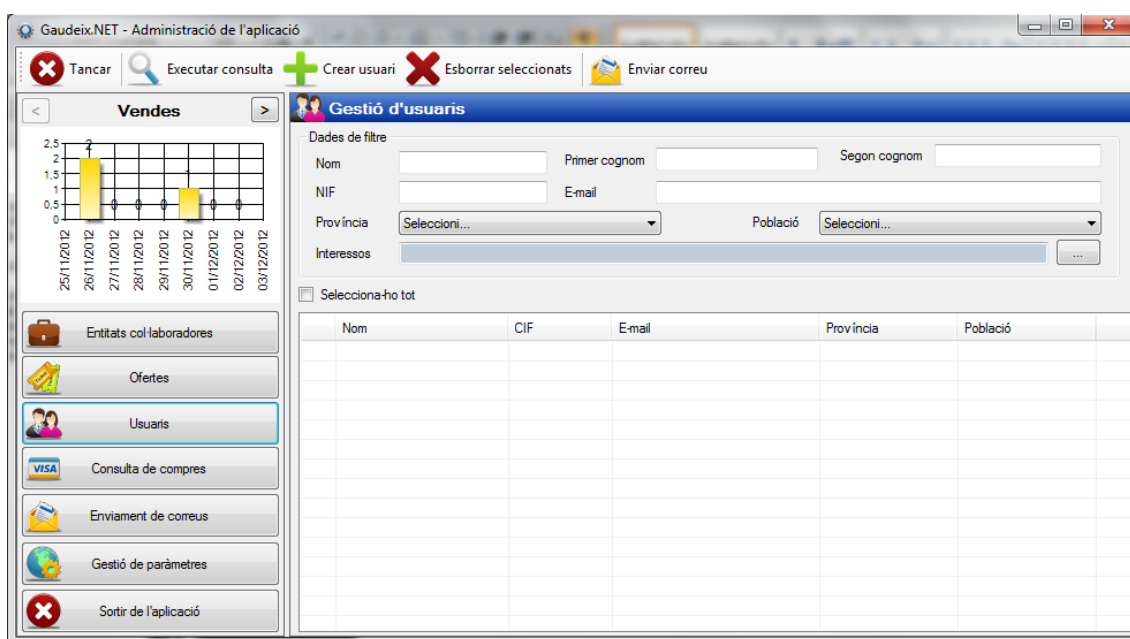 Gaudeix.NET - Administració de l'aplicació
Tancar Executar consulta Crear usuari Esborrar seleccionats Enviar correu
< Vendes >
2,5
2
1,5
1
0,5
0
2 0 0 0 1 0 0
25/11/2012
26/11/2012
27/11/2012
28/11/2012
29/11/2012
30/11/2012
01/12/2012
02/12/2012
03/12/2012
Entitats col·laboradores
Ofertes
Usuaris
VISA Consulta de compres
Enviament de correus
Gestió de paràmetres
Sortir de l'aplicació
Gestió d'usuaris
Dades de filtre
Nom Primer cognom Segon cognom
NIF E-mail
Província Seleccioni... Població Seleccioni...
Interessos ...
Selecciona-ho tot
Nom CIF E-mail Província Població